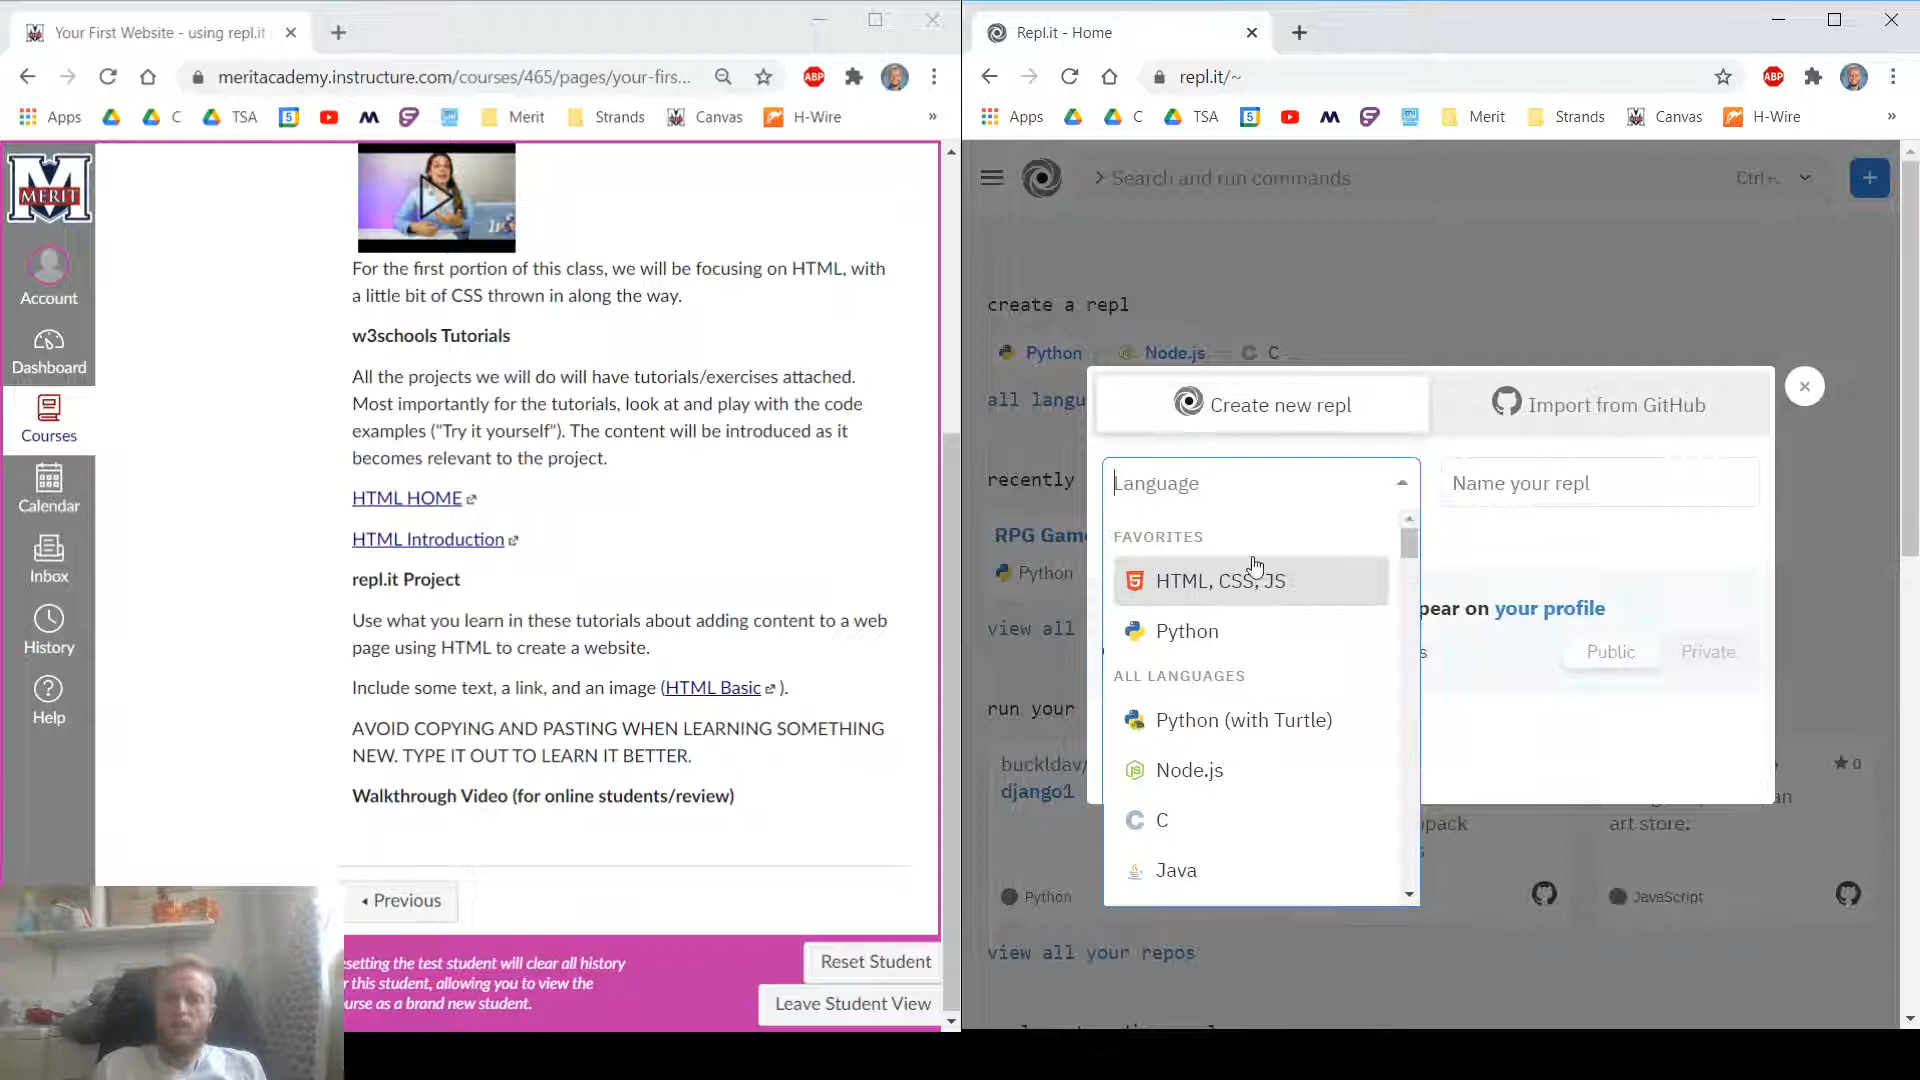 Your First Website - using repl.it
meritacademy.instructure.com/courses/465/pages/your-firs...
ABP
Apps
C
TSA
5
Merit
Strands
Canvas
H-Wire
»
MERIT
Account
Dashboard
Courses
Calendar
Inbox
History
Help
For the first portion of this class, we will be focusing on HTML, with
a little bit of CSS thrown in along the way.
w3schools Tutorials
All the projects we will do will have tutorials/exercises attached.
Most importantly for the tutorials, look at and play with the code
examples ("Try it yourself"). The content will be introduced as it
becomes relevant to the project.
HTML HOME
HTML Introduction
repl.it Project
Use what you learn in these tutorials about adding content to a web
page using HTML to create a website.
Include some text, a link, and an image (HTML Basic ).
AVOID COPYING AND PASTING WHEN LEARNING SOMETHING
NEW. TYPE IT OUT TO LEARN IT BETTER.
Walkthrough Video (for online students/review)
Previous
setting the test student will clear all history
r this student, allowing you to view the
urse as a brand new student.
Reset Student
Leave Student View
Repl.it - Home
repl.it/~
ABP
Apps
C
TSA
5
Merit
Strands
Canvas
H-Wire
»
> Search and run commands
Ctrl+.
+
create a repl
Python
Node.js
C
all langu
recently
RPG Game
Python
view all
run your
buckldav/
django1
Python
view all your repos
Create new repl
Import from GitHub
Language
Name your repl
FAVORITES
HTML, CSS, JS
Python
ALL LANGUAGES
Python (with Turtle)
Node.js
C
Java
pear on your profile
s
Public
Private
0
an
pack
art store.
JavaScript